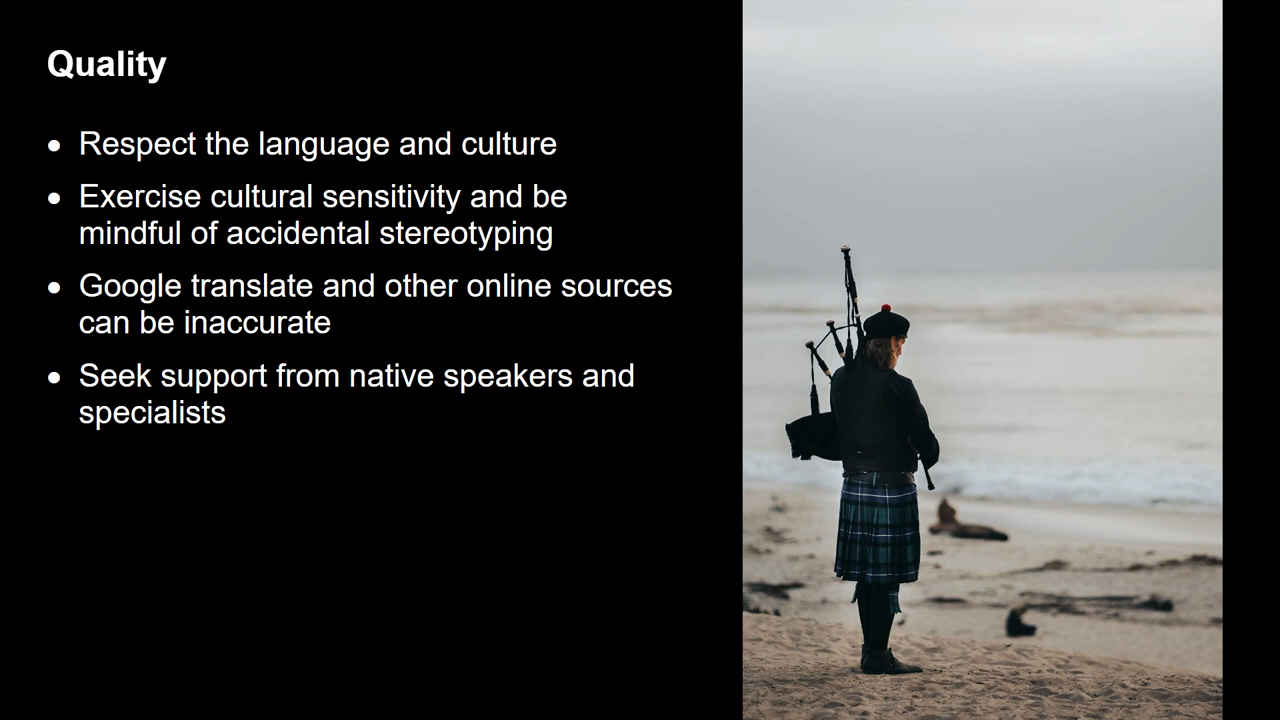 Quality
• Respect the language and culture
• Exercise cultural sensitivity and be
mindful of accidental stereotyping
• Google translate and other online sources
can be inaccurate
• Seek support from native speakers and
specialists